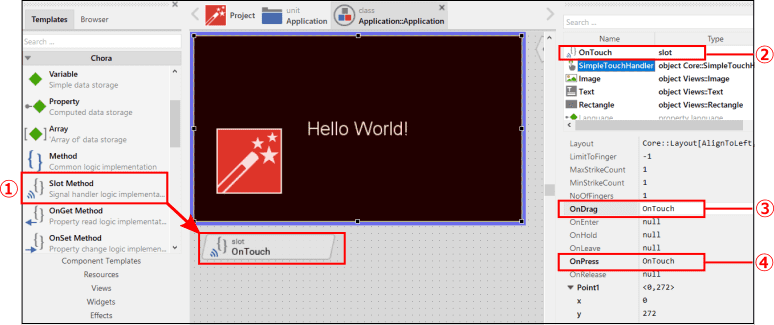 Templates
Browser
Search ...
Chora
Variable
Simple data storage
Property
Computed data storage
Array
'Array of' data storage
Method
Common logic implementation
①
Slot Method
Signal handler logic implementa...
OnGet Method
Property read logic implementat...
OnSet Method
Property change logic implemen...
Component Templates
Resources
Views
Widgets
Effects
Project
unit
Application
class
Application::Application
Hello World!
slot
OnTouch
Search ...
Name Type
OnTouch slot
②
SimpleTouchHandler object Core::SimpleTouchH
Image object Views::Image
Text object Views::Text
Rectangle object Views::Rectangle
Language property language
Layout Core::Layout[AlignToLeft,
LimitToFinger -1
MaxStrikeCount 1
MinStrikeCount 1
NoOfFingers 1
OnDrag OnTouch
③
OnEnter null
OnHold null
OnLeave null
OnPress OnTouch
④
OnRelease null
Point1 <0,272>
x 0
y 272